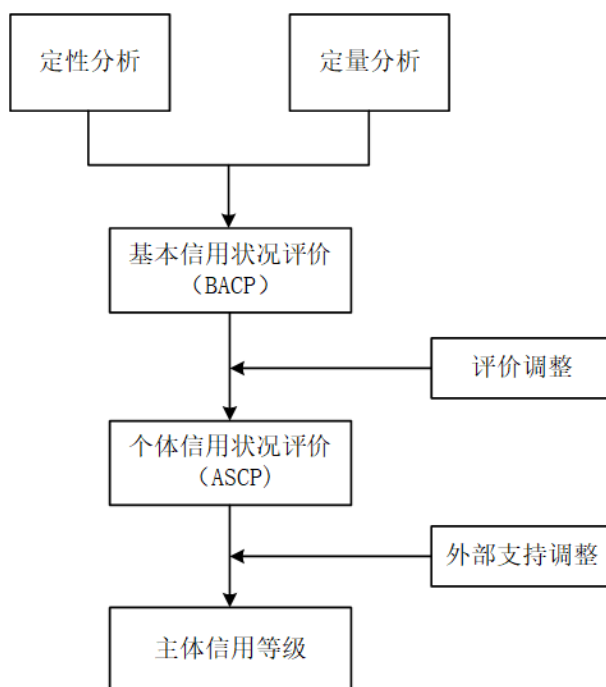 定性分析
定量分析
基本信用状况评价
（BACP）
评价调整
个体信用状况评价
（ASCP）
外部支持调整
主体信用等级